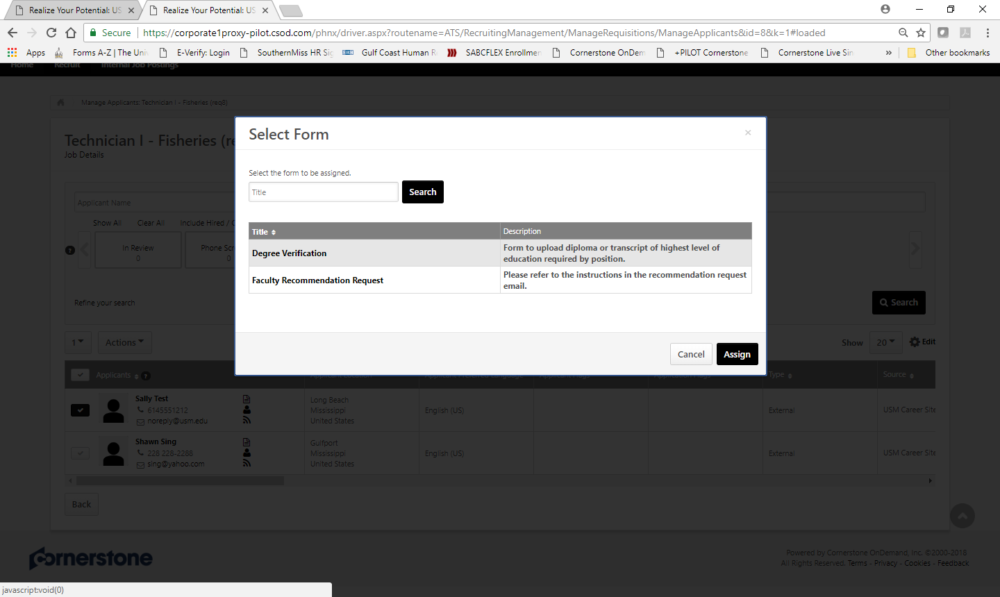 Realize Your Potential: US
Realize Your Potential: US
Secure
https://corporate1proxy-pilot.csod.com/phnx/driver.aspx?routename=ATS/RecruitingManagement/ManageRequisitions/ManageApplicants&id=8&k=1#loaded
Apps Forms A-Z | The Univ E-Verify: Login SouthernMiss HR Sig Gulf Coast Human R SABCFLEX Enrollmen Cornerstone OnDem +PILOT Cornerstone Cornerstone Live Sin » Other bookmarks
Home Recruit Internal Job Postings
Manage Applicants: Technician I - Fisheries (req8)
Technician I - Fisheries (re
Job Details
Applicant Name
Show All Clear All Include Hired / C
In Review
0
Phone Scr
0
Refine your search
Search
Select Form
×
Select the form to be assigned.
Title
Search
Title Description
Degree Verification
Form to upload diploma or transcript of highest level of
education required by position.
Faculty Recommendation Request
Please refer to the instructions in the recommendation request
email.
Cancel Assign
1 Actions
Show 20 Edit
Applicants Applicant Location Applicant Preferred Language Applicant Flags Application Flags Type Source
Sally Test
6145551212
noreply@usm.edu
Long Beach
Mississippi
United States
English (US)
External
USM Career Site
Shawn Sing
228 228-2288
sing@yahoo.com
Gulfport
Mississippi
United States
English (US)
External
USM Career Site
Back
cornerstone
Powered by Cornerstone OnDemand, Inc. ©2000-2018
All Rights Reserved. Terms - Privacy - Cookies - Feedback
javascript:void(0)